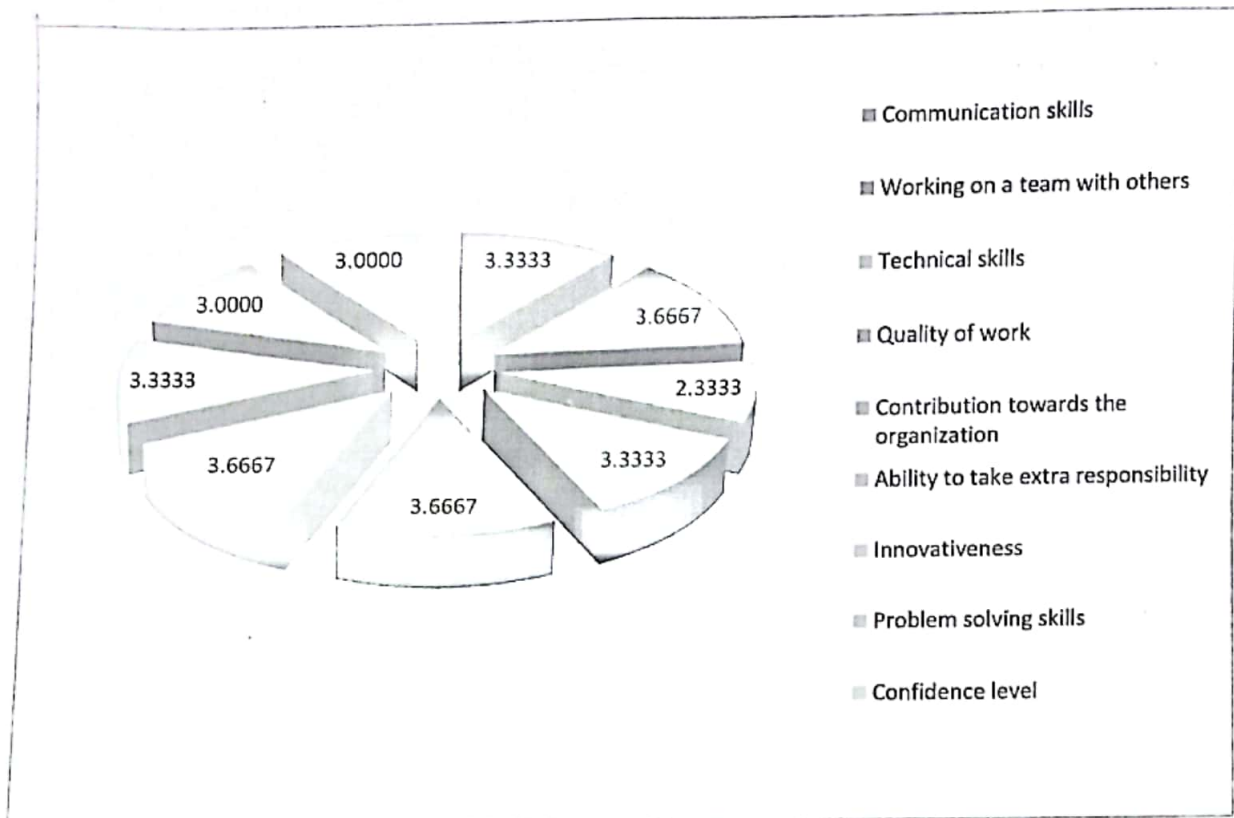 3.0000
3.3333
3.0000
3.6667
3.3333
2.3333
3.6667
3.3333
3.6667
Communication skills
Working on a team with others
Technical skills
Quality of work
Contribution towards the
organization
Ability to take extra responsibility
Innovativeness
Problem solving skills
Confidence level